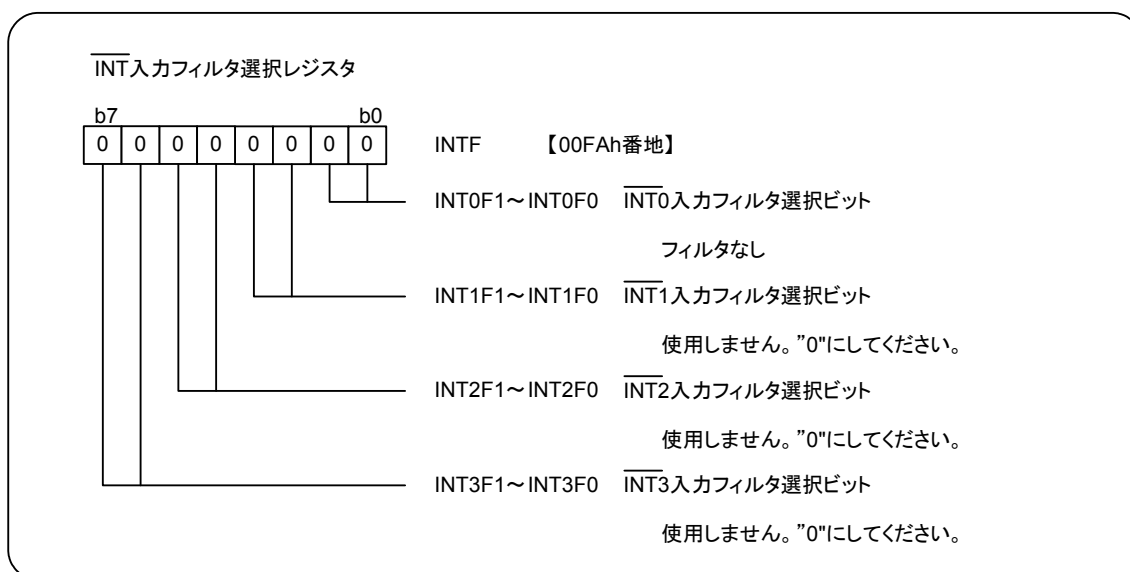 INT入力フィルタ選択レジスタ
b7 b0
0 0 0 0 0 0 0 0 INTF 【00FAh番地】
INT0F1～INT0F0 INT0入力フィルタ選択ビット
フィルタなし
INT1F1～INT1F0 INT1入力フィルタ選択ビット
使用しません。”0"にしてください。
INT2F1～INT2F0 INT2入力フィルタ選択ビット
使用しません。”0"にしてください。
INT3F1～INT3F0 INT3入力フィルタ選択ビット
使用しません。”0"にしてください。